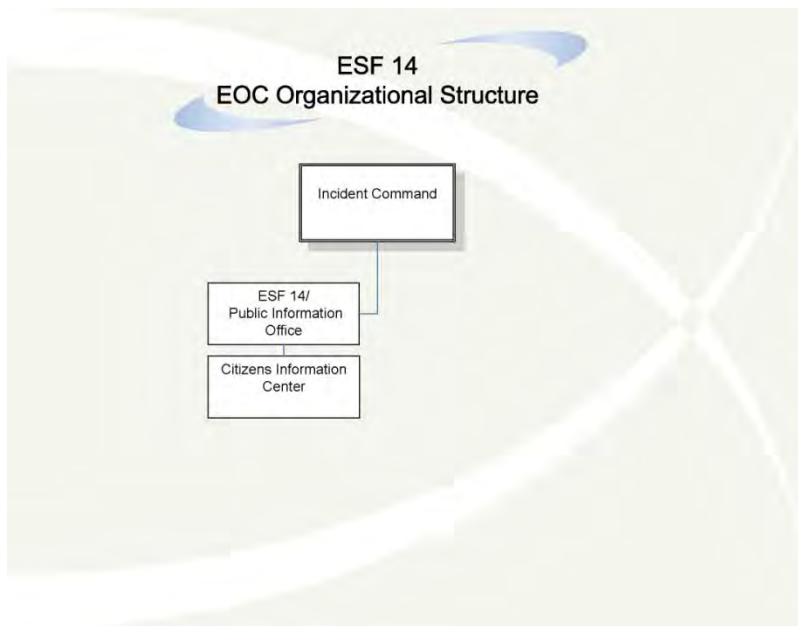 ESF 14
EOC Organizational Structure
Incident Command
ESF 14/
Public Information
Office
Citizens Information
Center